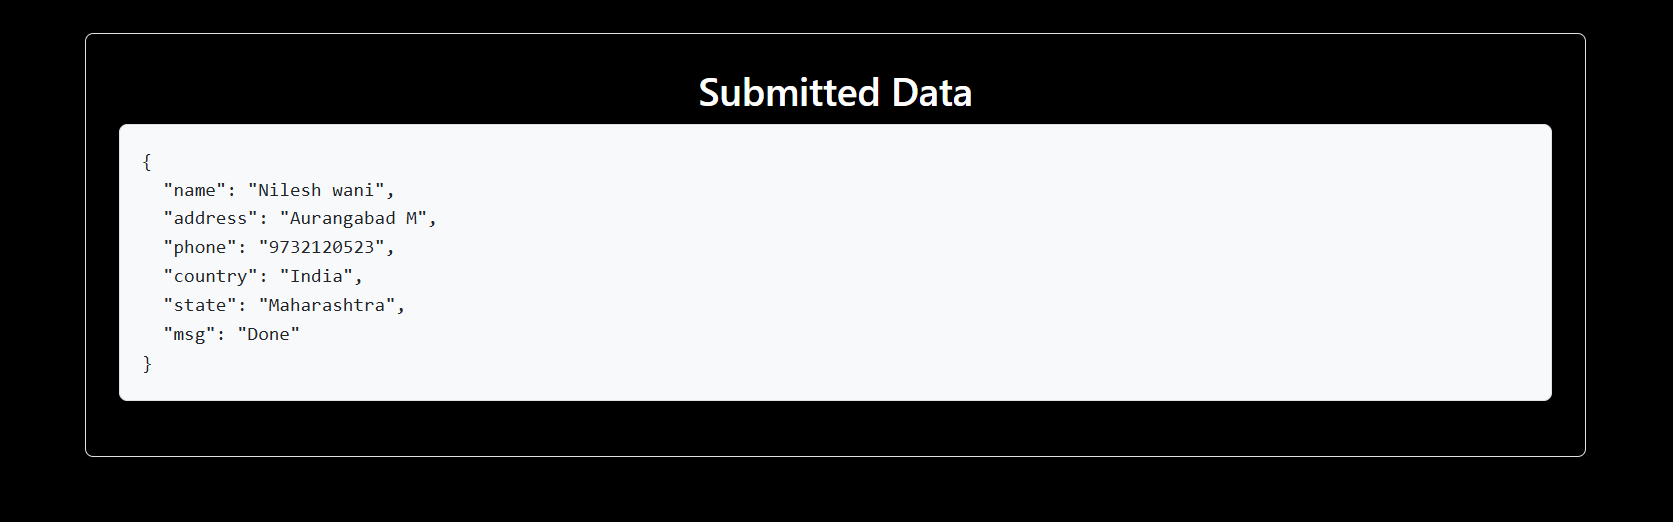 Submitted Data
{
  "name": "Nilesh wani",
  "address": "Aurangabad M",
  "phone": "9732120523",
  "country": "India",
  "state": "Maharashtra",
  "msg": "Done"
}